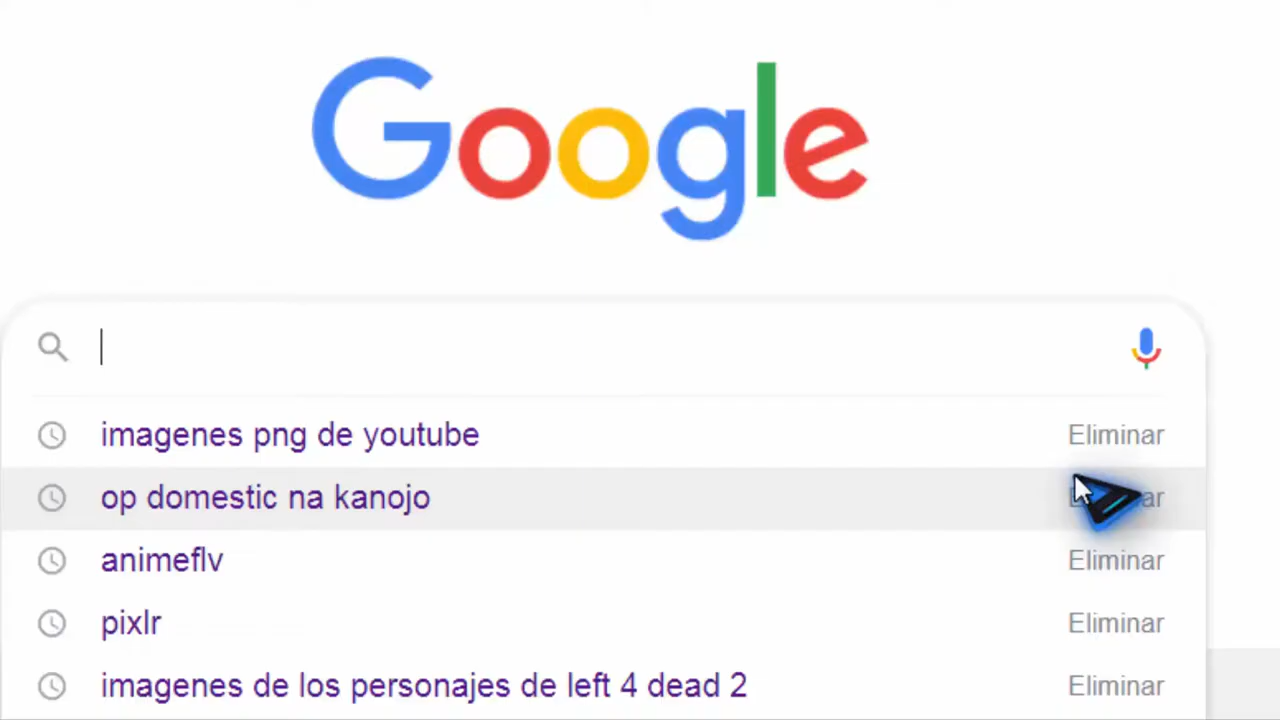 Google
imagenes png de youtube Eliminar
op domestic na kanojo
animeflv Eliminar
pixlr Eliminar
imagenes de los personajes de left 4 dead 2 Eliminar